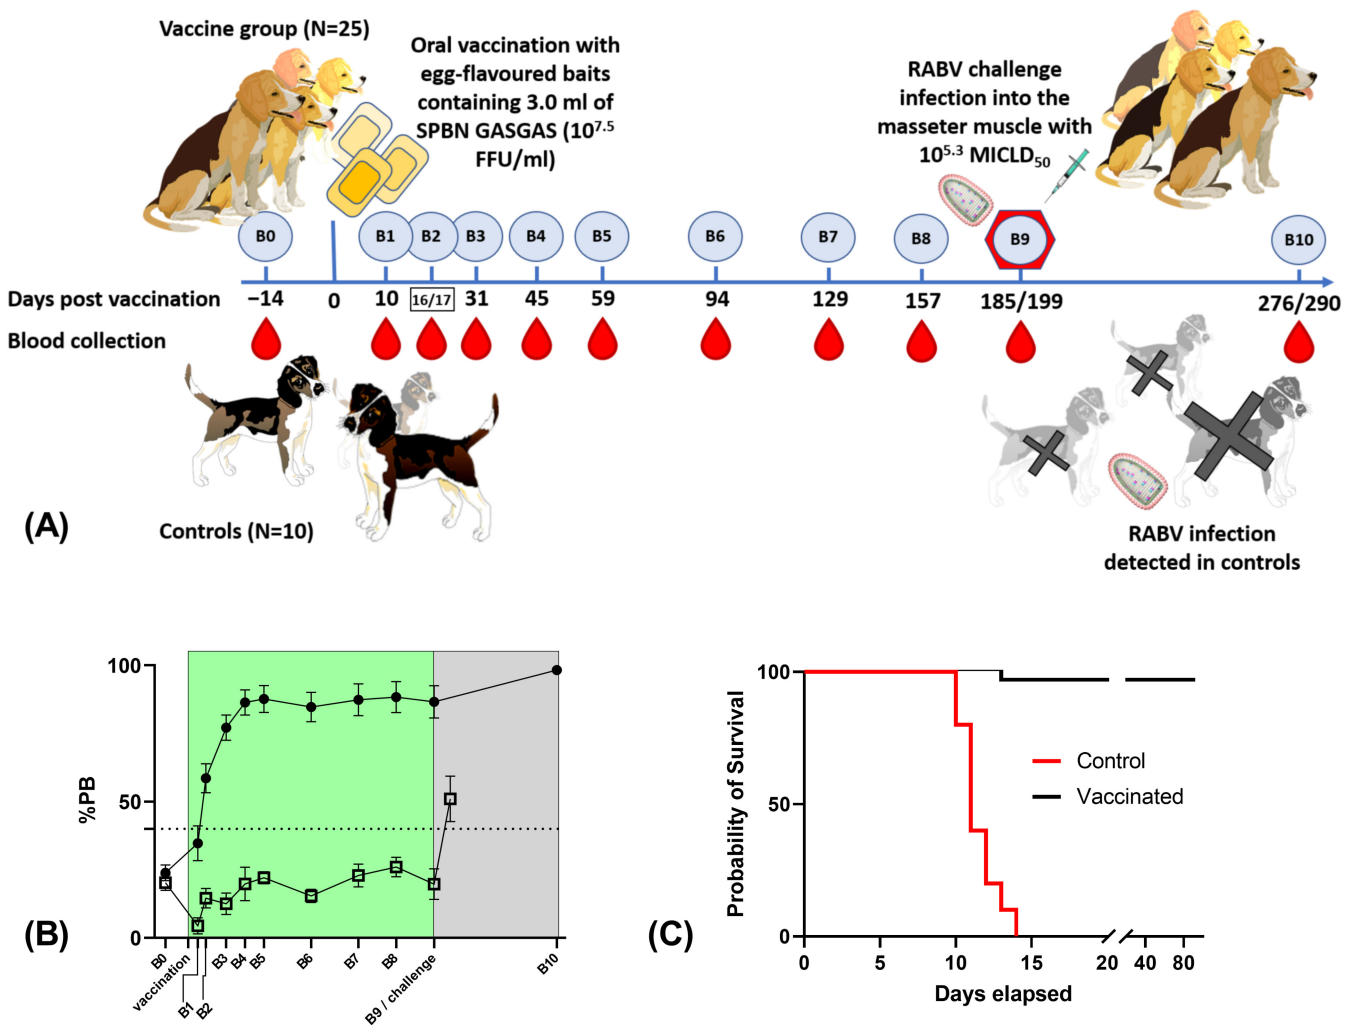 Vaccine group (N=25)
Oral vaccination with
egg-flavoured baits
containing 3.0 ml of
SPBN GASGAS (10^7.5
FFU/ml)
RABV challenge
infection into the
masseter muscle with
10^5.3 MICLD50
B0
B1
B2
B3
B4
B5
B6
B7
B8
B9
B10
Days post vaccination
−14
0
10
16/17
31
45
59
94
129
157
185/199
276/290
Blood collection
(A)
Controls (N=10)
RABV infection
detected in controls
(B)
%PB
100
50
0
B0
vaccination
B1
B2
B3
B4
B5
B6
B7
B8
B9 / challenge
B10
(C)
Probability of Survival
100
50
0
Control
Vaccinated
0 5 10 15 20 40 80
Days elapsed